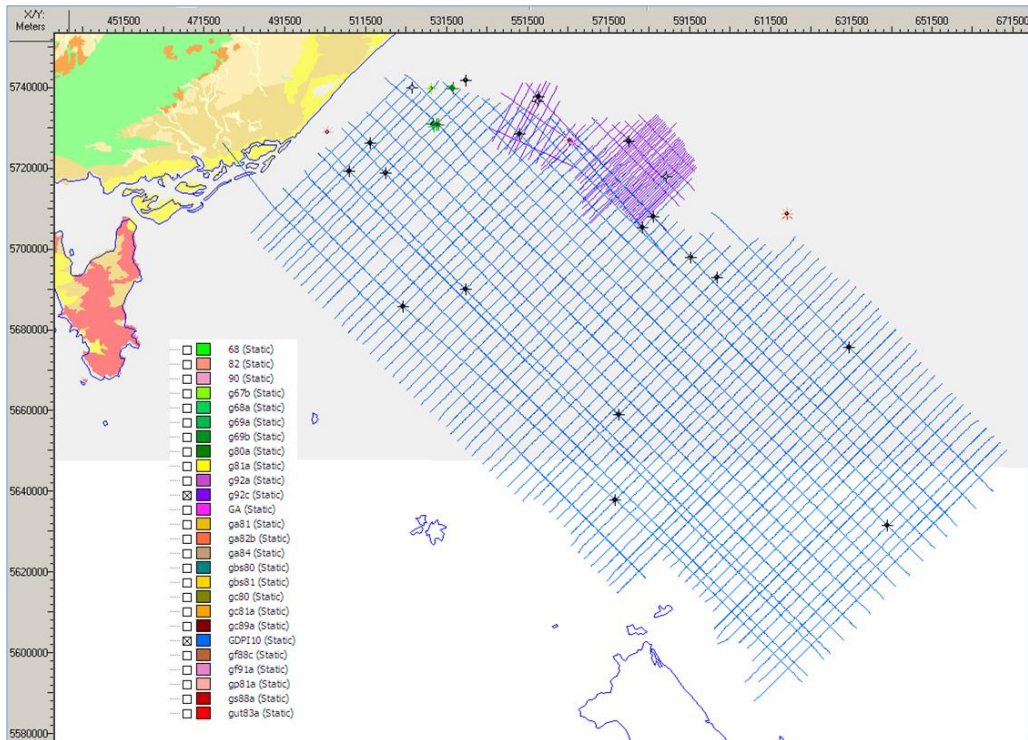 X/Y:
Meters
451500 471500 491500 511500 531500 551500 571500 591500 611500 631500 651500 671500
5740000
5720000
5700000
5680000
5660000
5640000
5620000
5600000
5580000
68 (Static)
82 (Static)
90 (Static)
g67b (Static)
g68a (Static)
g69a (Static)
g69b (Static)
g80a (Static)
g81a (Static)
g92a (Static)
g92c (Static)
GA (Static)
ga81 (Static)
ga82b (Static)
ga84 (Static)
gbs80 (Static)
gbs81 (Static)
gc80 (Static)
gc81a (Static)
gc89a (Static)
GDPI10 (Static)
gf88c (Static)
gf91a (Static)
gp81a (Static)
gs88a (Static)
gut83a (Static)